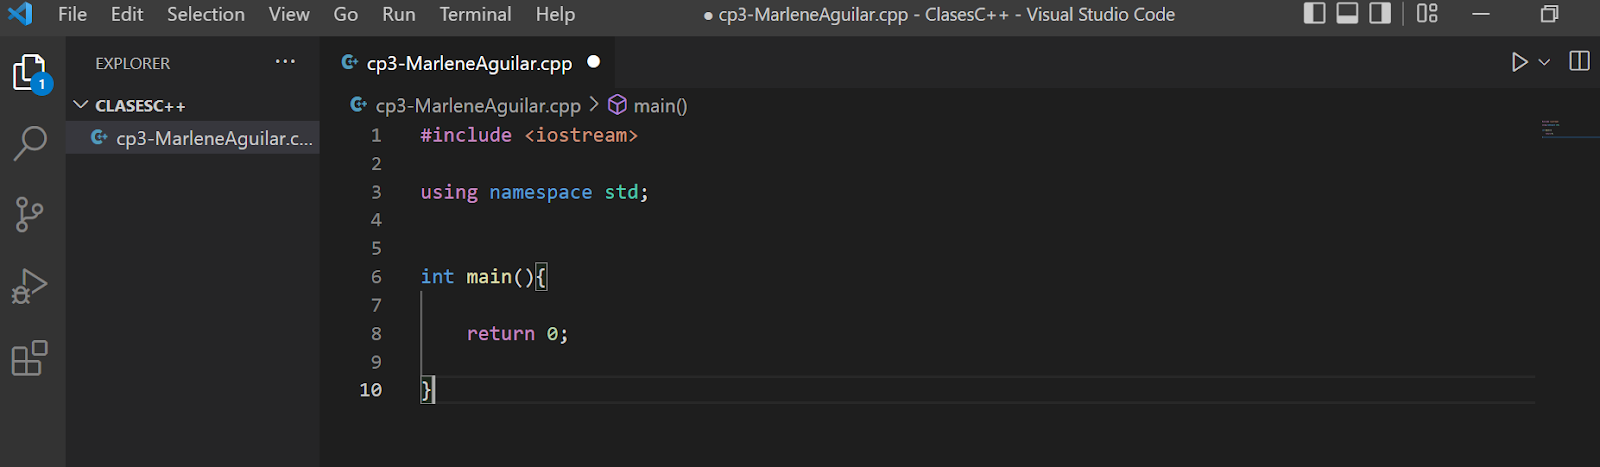 File Edit Selection View Go Run Terminal Help
● cp3-MarleneAguilar.cpp - ClasesC++ - Visual Studio Code
1
EXPLORER ...
CLASESC++
cp3-MarleneAguilar.c...
cp3-MarleneAguilar.cpp ●
cp3-MarleneAguilar.cpp > main()
1 #include <iostream>
2
3 using namespace std;
4
5
6 int main(){
7
8 return 0;
9
10 }